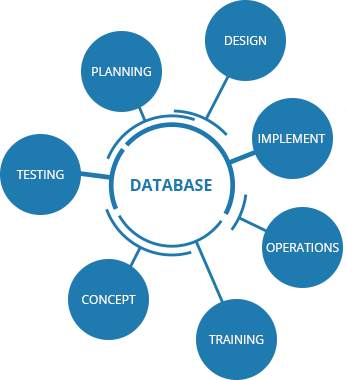 DESIGN
PLANNING
IMPLEMENT
TESTING
DATABASE
OPERATIONS
CONCEPT
TRAINING